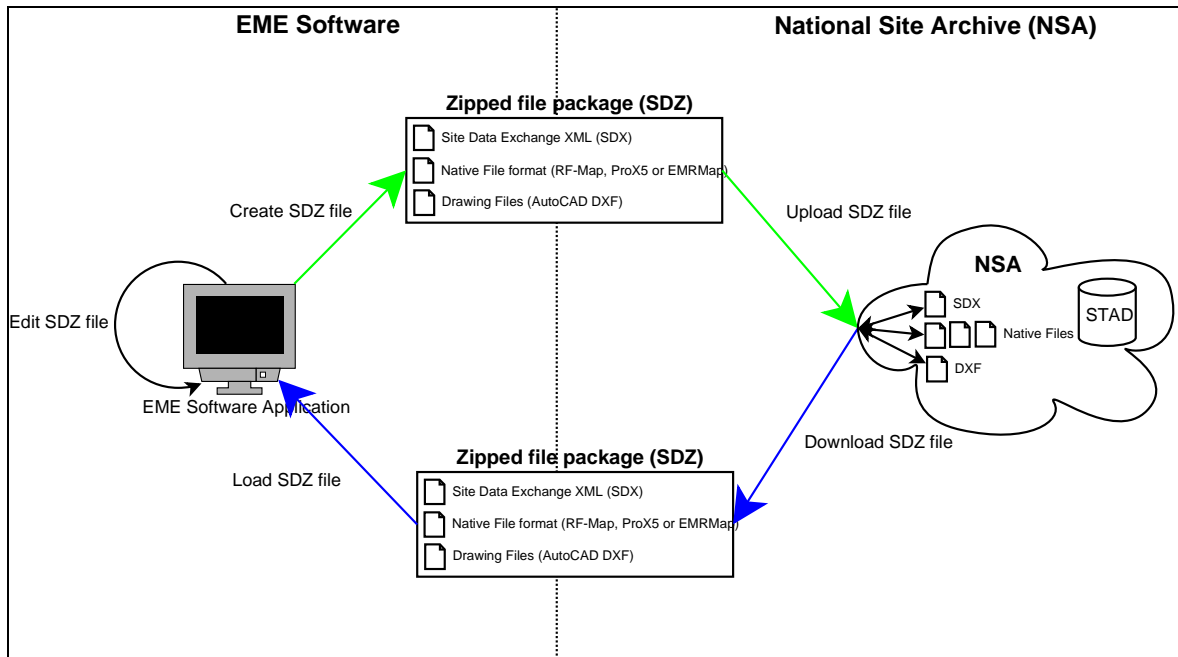 EME Software
National Site Archive (NSA)
Zipped file package (SDZ)
Site Data Exchange XML (SDX)
Native File format (RF-Map, ProX5 or EMRMap)
Drawing Files (AutoCAD DXF)
Create SDZ file
Upload SDZ file
NSA
SDX
STAD
Native Files
DXF
Edit SDZ file
EME Software Application
Download SDZ file
Zipped file package (SDZ)
Load SDZ file
Site Data Exchange XML (SDX)
Native File format (RF-Map, ProX5 or EMRMap)
Drawing Files (AutoCAD DXF)